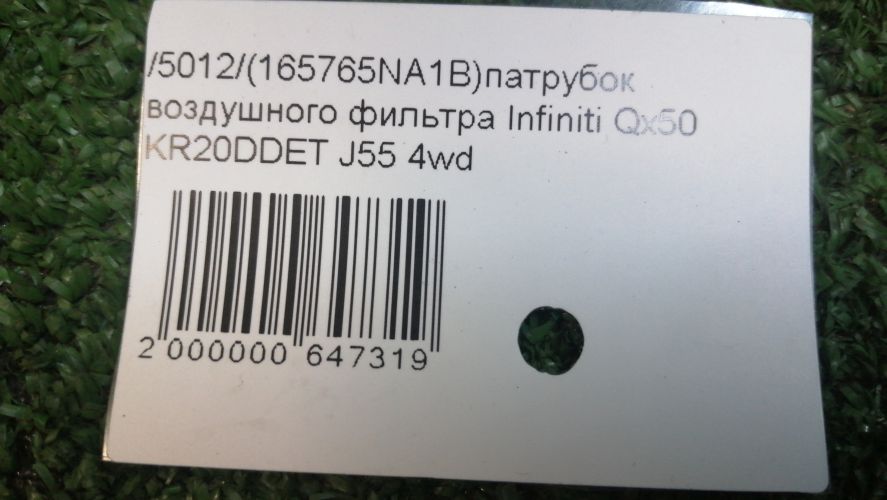 /5012/(165765NA1B)патрубок
воздушного фильтра Infiniti Qx50
KR20DDET J55 4wd
2 000000 647319